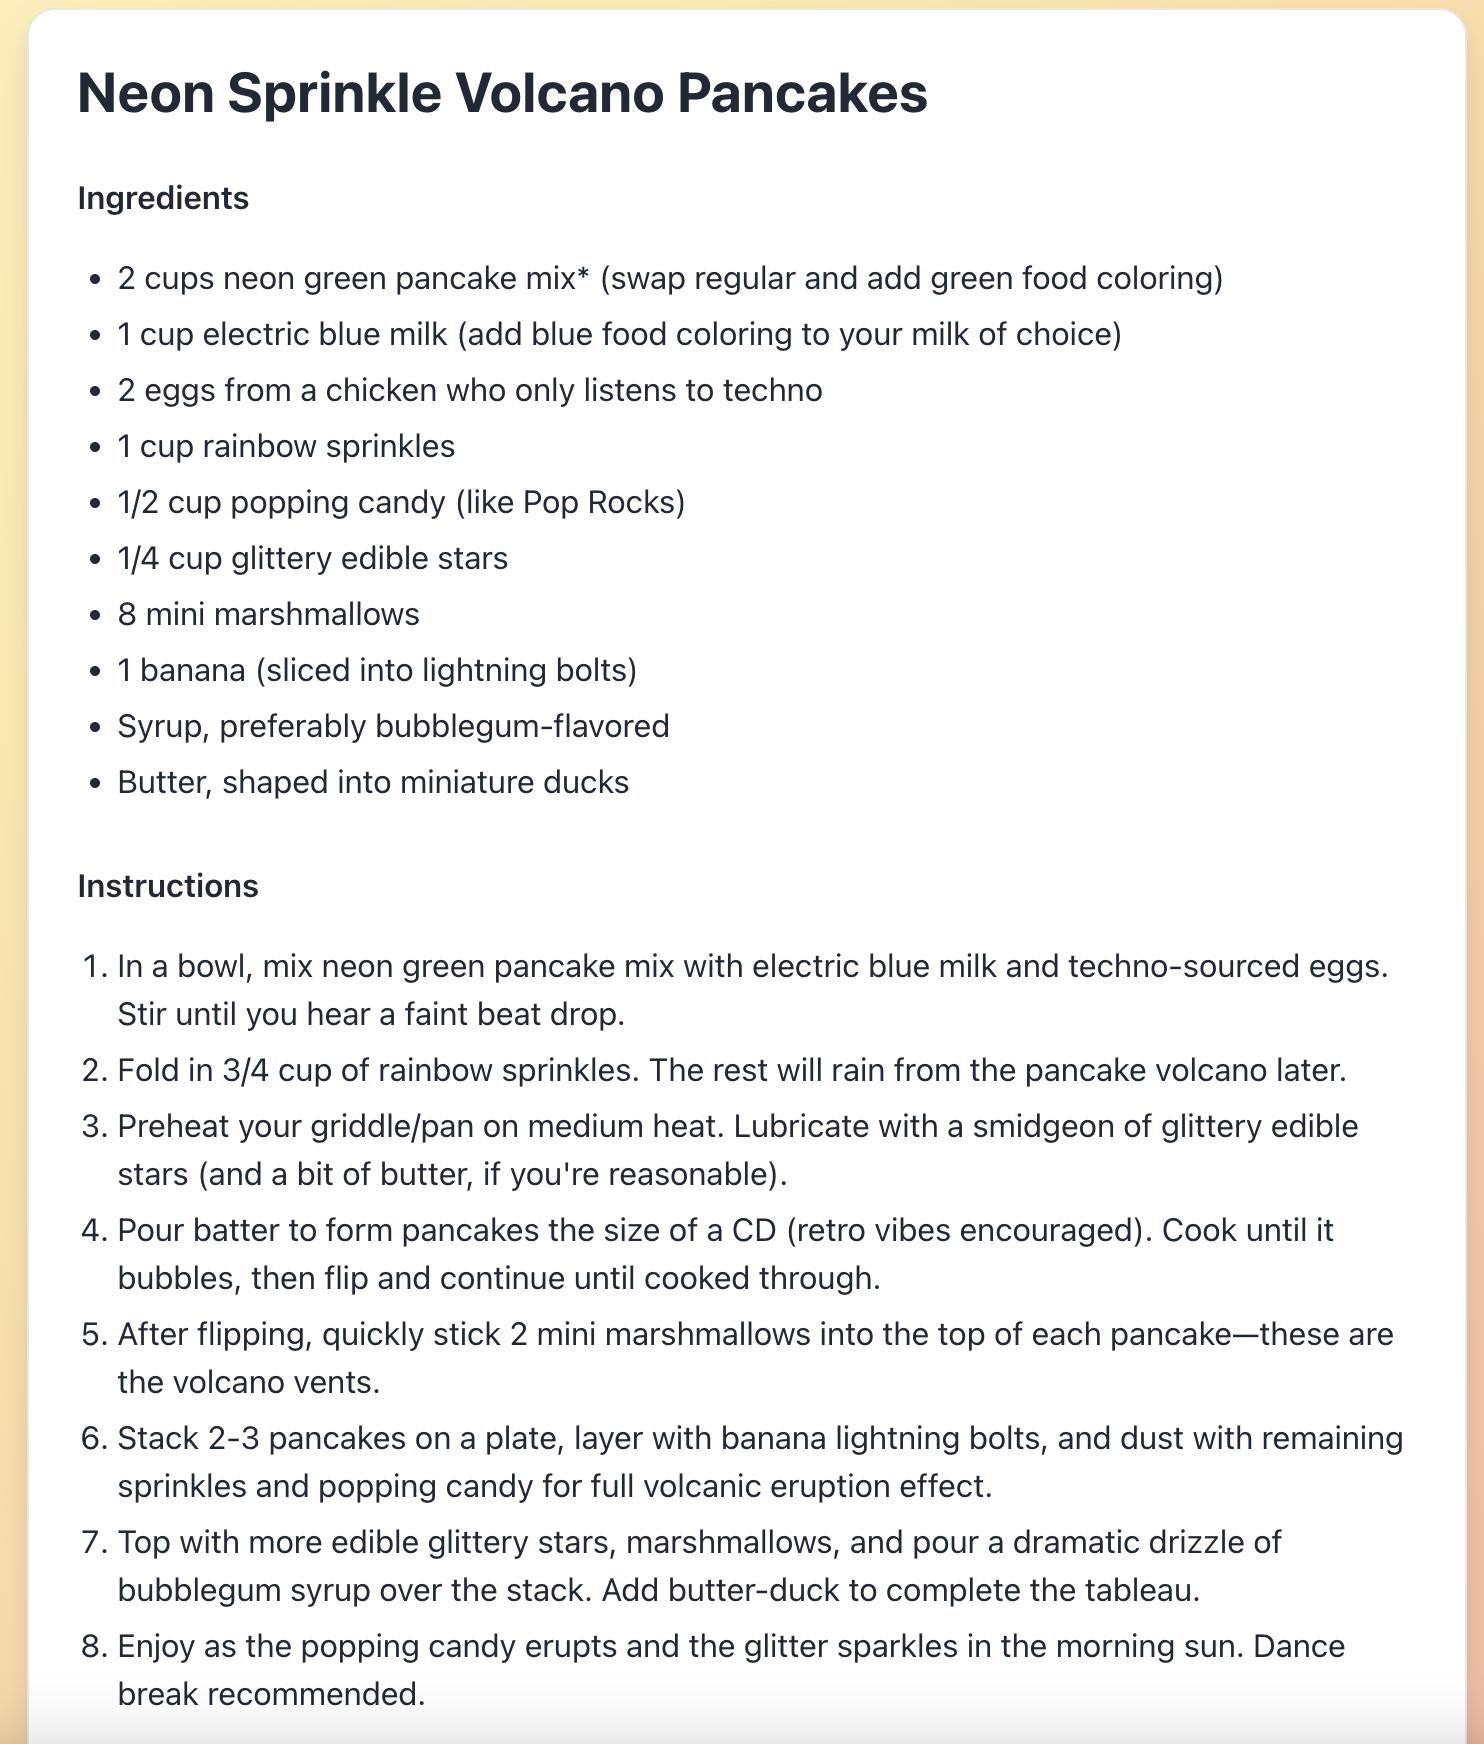 Neon Sprinkle Volcano Pancakes
Ingredients
• 2 cups neon green pancake mix* (swap regular and add green food coloring)
• 1 cup electric blue milk (add blue food coloring to your milk of choice)
• 2 eggs from a chicken who only listens to techno
• 1 cup rainbow sprinkles
• 1/2 cup popping candy (like Pop Rocks)
• 1/4 cup glittery edible stars
• 8 mini marshmallows
• 1 banana (sliced into lightning bolts)
• Syrup, preferably bubblegum-flavored
• Butter, shaped into miniature ducks
Instructions
1. In a bowl, mix neon green pancake mix with electric blue milk and techno-sourced eggs.
Stir until you hear a faint beat drop.
2. Fold in 3/4 cup of rainbow sprinkles. The rest will rain from the pancake volcano later.
3. Preheat your griddle/pan on medium heat. Lubricate with a smidgeon of glittery edible
stars (and a bit of butter, if you're reasonable).
4. Pour batter to form pancakes the size of a CD (retro vibes encouraged). Cook until it
bubbles, then flip and continue until cooked through.
5. After flipping, quickly stick 2 mini marshmallows into the top of each pancake—these are
the volcano vents.
6. Stack 2-3 pancakes on a plate, layer with banana lightning bolts, and dust with remaining
sprinkles and popping candy for full volcanic eruption effect.
7. Top with more edible glittery stars, marshmallows, and pour a dramatic drizzle of
bubblegum syrup over the stack. Add butter-duck to complete the tableau.
8. Enjoy as the popping candy erupts and the glitter sparkles in the morning sun. Dance
break recommended.